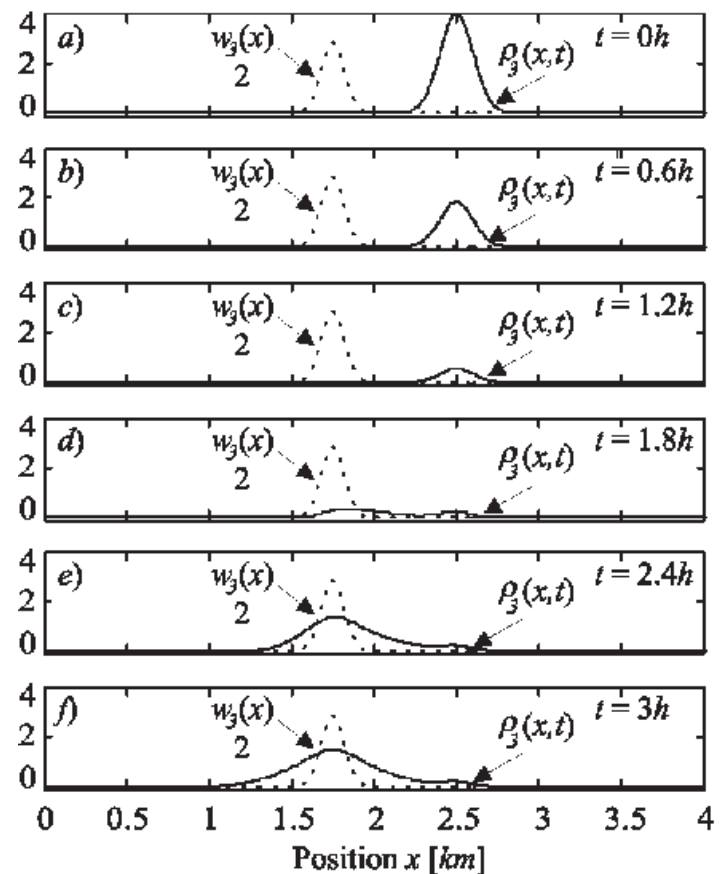 4
2
0
a)
w₃(x)
2
ρ₃(x,t)
t = 0h
4
2
0
b)
w₃(x)
2
ρ₃(x,t)
t = 0.6h
4
2
0
c)
w₃(x)
2
ρ₃(x,t)
t = 1.2h
4
2
0
d)
w₃(x)
2
ρ₃(x,t)
t = 1.8h
4
2
0
e)
w₃(x)
2
ρ₃(x,t)
t = 2.4h
4
2
0
f)
w₃(x)
2
ρ₃(x,t)
t = 3h
0 0.5 1 1.5 2 2.5 3 3.5 4
Position x [km]